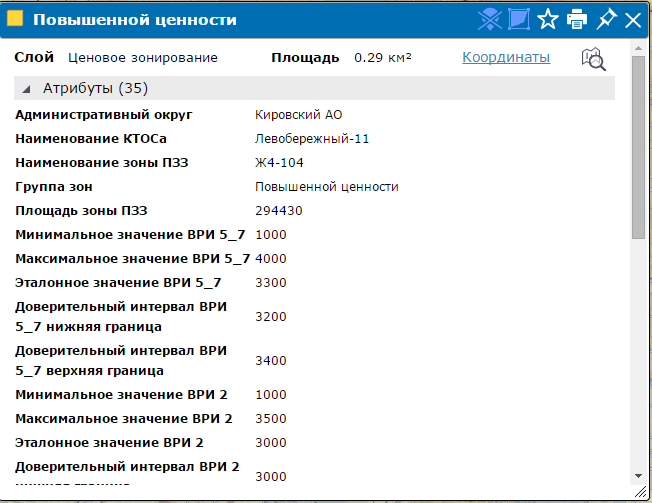 Повышенной ценности
Слой Ценовое зонирование Площадь 0.29 км² Координаты
Атрибуты (35)
Административный округ Кировский АО
Наименование КТОСа Левобережный-11
Наименование зоны ПЗЗ Ж4-104
Группа зон Повышенной ценности
Площадь зоны ПЗЗ 294430
Минимальное значение ВРИ 5_7 1000
Максимальное значение ВРИ 5_7 4000
Эталонное значение ВРИ 5_7 3300
Доверительный интервал ВРИ
5_7 нижняя граница 3200
Доверительный интервал ВРИ
5_7 верхняя граница 3400
Минимальное значение ВРИ 2 1000
Максимальное значение ВРИ 2 3500
Эталонное значение ВРИ 2 3000
Доверительный интервал ВРИ 2 3000